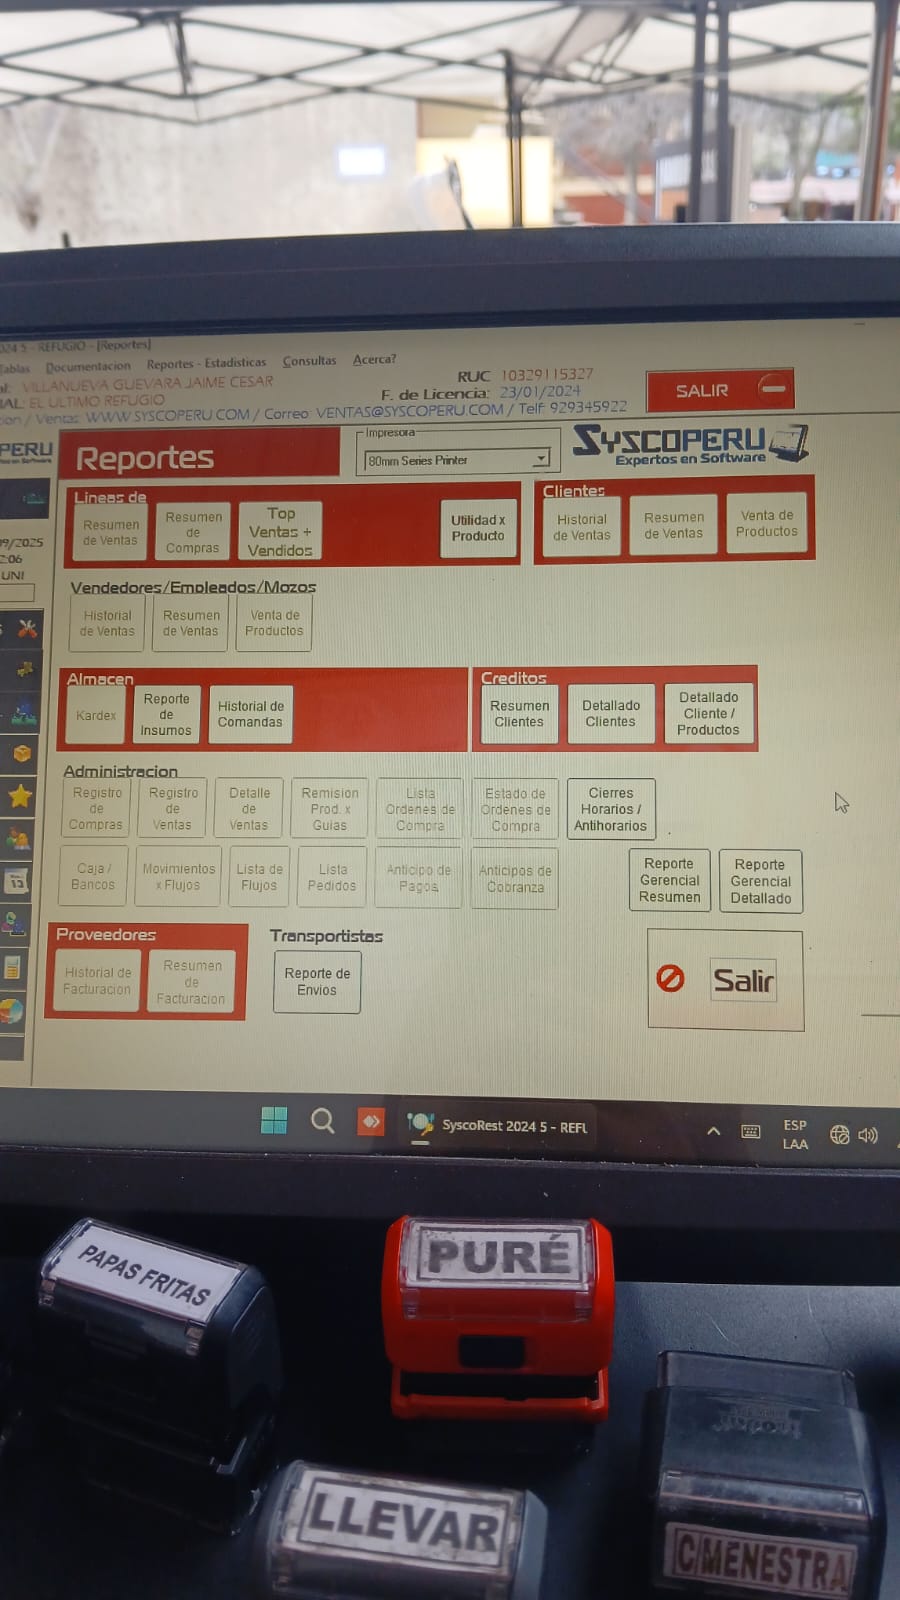 2024 5 - REFUGIO - [Reportes]
Tablas Documentacion Reportes - Estadisticas Consultas Acerca?
VILLANUEVA GUEVARA JAIME CESAR
EL ULTIMO REFUGIO
RUC 10329115327
F. de Licencia: 23/01/2024
/ Ventas: WWW.SYSCOPERU.COM / Correo: VENTAS@SYSCOPERU.COM / Telf: 929345922
SALIR
PERU
Reportes
Impresora
80mm Series Printer
SYSCOPERU
Expertos en Software
Lineas de
Resumen
de Ventas
Resumen
de
Compras
Top
Ventas +
Vendidos
Utilidad x
Producto
Clientes
Historial
de Ventas
Resumen
de Ventas
Venta de
Productos
09/2025
2:06
UNI
Vendedores/Empleados/Mozos
Historial
de Ventas
Resumen
de Ventas
Venta de
Productos
Almacen
Kardex
Reporte
de
Insumos
Historial de
Comandas
Creditos
Resumen
Clientes
Detallado
Clientes
Detallado
Cliente /
Productos
Administracion
Registro
de
Compras
Registro
de
Ventas
Detalle
de
Ventas
Remision
Prod. x
Guias
Lista
Ordenes de
Compra
Estado de
Ordenes de
Compra
Cierres
Horarios /
Antihorarios
Caja /
Bancos
Movimientos
x Flujos
Lista de
Flujos
Lista
Pedidos
Anticipo de
Pagos
Anticipos de
Cobranza
Reporte
Gerencial
Resumen
Reporte
Gerencial
Detallado
13
Proveedores
Historial de
Facturacion
Resumen
de
Facturacion
Transportistas
Reporte de
Envios
Salir
SyscoRest 2024 5 - REFU
ESP
LAA
PAPAS FRITAS
PURÉ
LLEVAR
C/MENESTRA